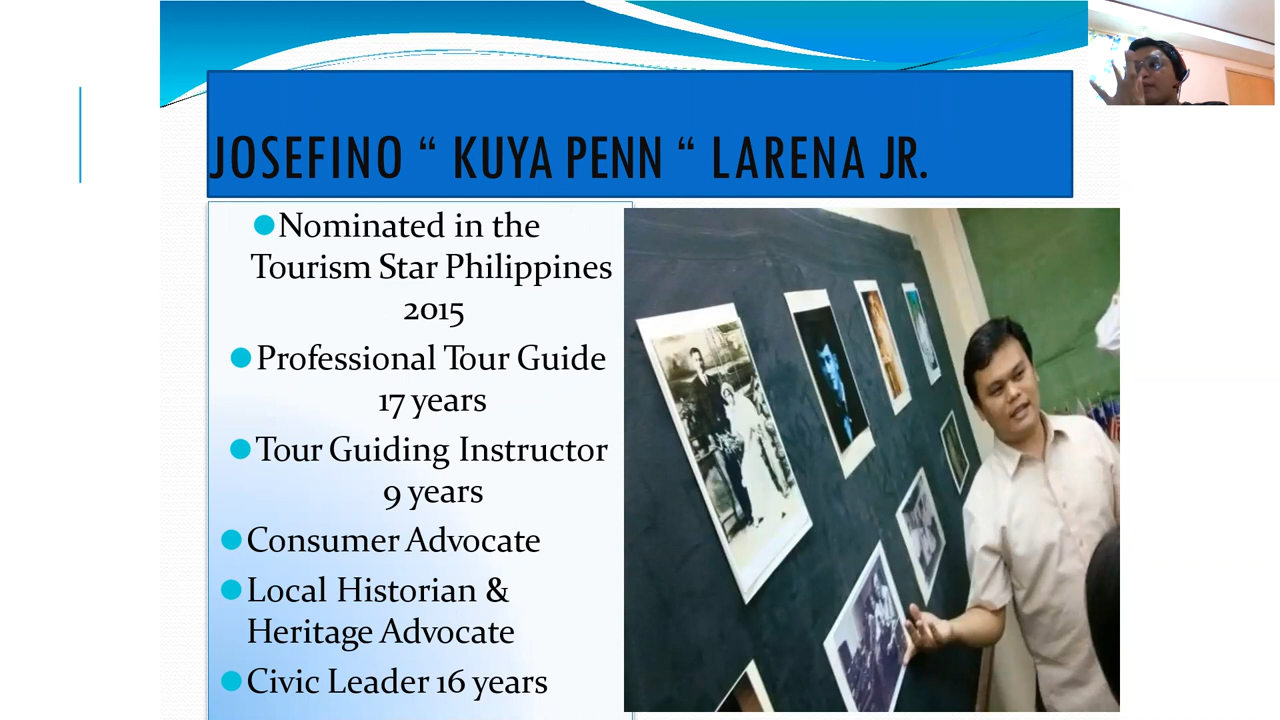 JOSEFINO “ KUYA PENN “ LARENA JR.
Nominated in the
Tourism Star Philippines
2015
Professional Tour Guide
17 years
Tour Guiding Instructor
9 years
Consumer Advocate
Local Historian &
Heritage Advocate
Civic Leader 16 years